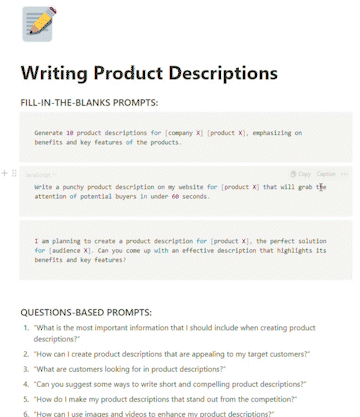 Writing Product Descriptions
FILL-IN-THE-BLANKS PROMPTS:
Generate 10 product descriptions for [company X] [product X], emphasizing on
benefits and key features of the products.
JavaScript
Copy Caption
Write a punchy product description on my website for [product X] that will grab the
attention of potential buyers in under 60 seconds.
I am planning to create a product description for [product X], the perfect solution
for [audience X]. Can you come up with an effective description that highlights its
benefits and key features?
QUESTIONS-BASED PROMPTS:
1. "What is the most important information that I should include when creating product
descriptions?"
2. "How can I create product descriptions that are appealing to my target customers?"
3. "What are customers looking for in product descriptions?"
4. "Can you suggest some ways to write short and compelling product descriptions?"
5. "How do I make my product descriptions that stand out from the competition?"
6. "How can I use images and videos to enhance my product descriptions?"